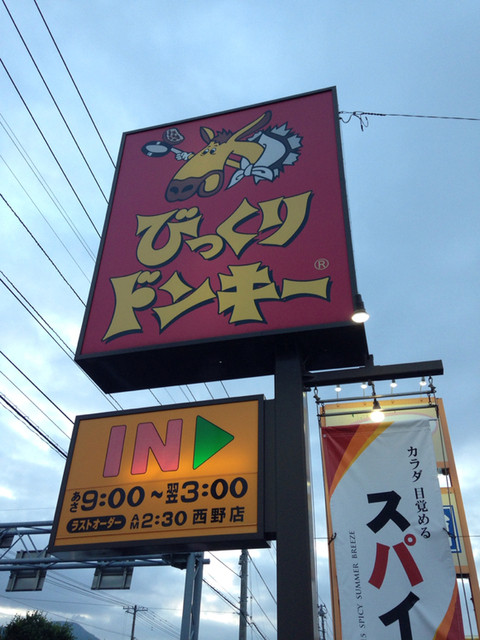 びっくり
ドンキー®
IN
あさ9:00～翌3:00
ラストオーダー AM2:30 西野店
カラダ 目覚める
スパイ
SPICY SUMMER BREEZE